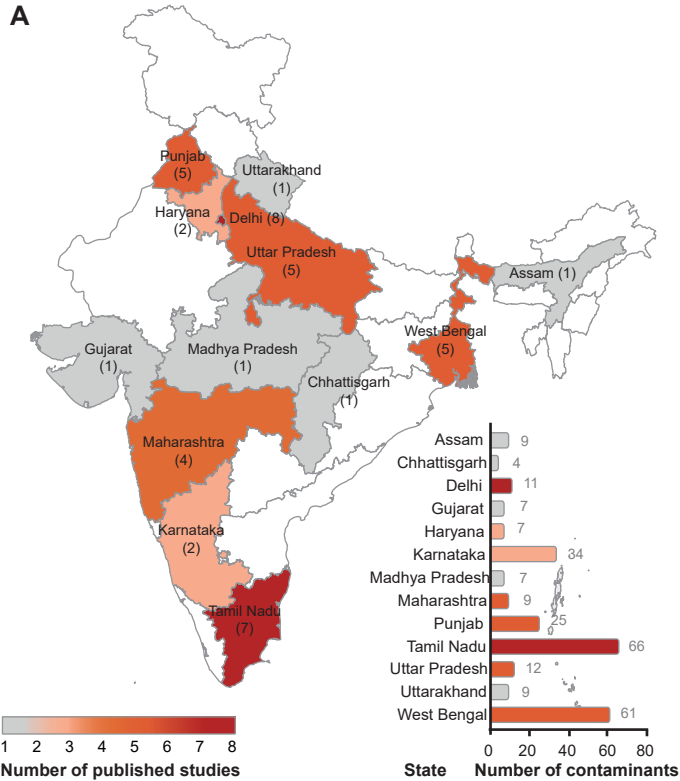 A
Punjab
(5)
Uttarakhand
(1)
Haryana
(2)
Delhi (8)
Uttar Pradesh
(5)
Assam (1)
West Bengal
(5)
Gujarat
(1)
Madhya Pradesh
(1)
Chhattisgarh
(1)
Maharashtra
(4)
Karnataka
(2)
Tamil Nadu
(7)
Assam 9
Chhattisgarh 4
Delhi 11
Gujarat 7
Haryana 7
Karnataka 34
Madhya Pradesh 7
Maharashtra 9
Punjab 25
Tamil Nadu 66
Uttar Pradesh 12
Uttarakhand 9
West Bengal 61
0 20 40 60 80
State Number of contaminants
1 2 3 4 5 6 7 8
Number of published studies